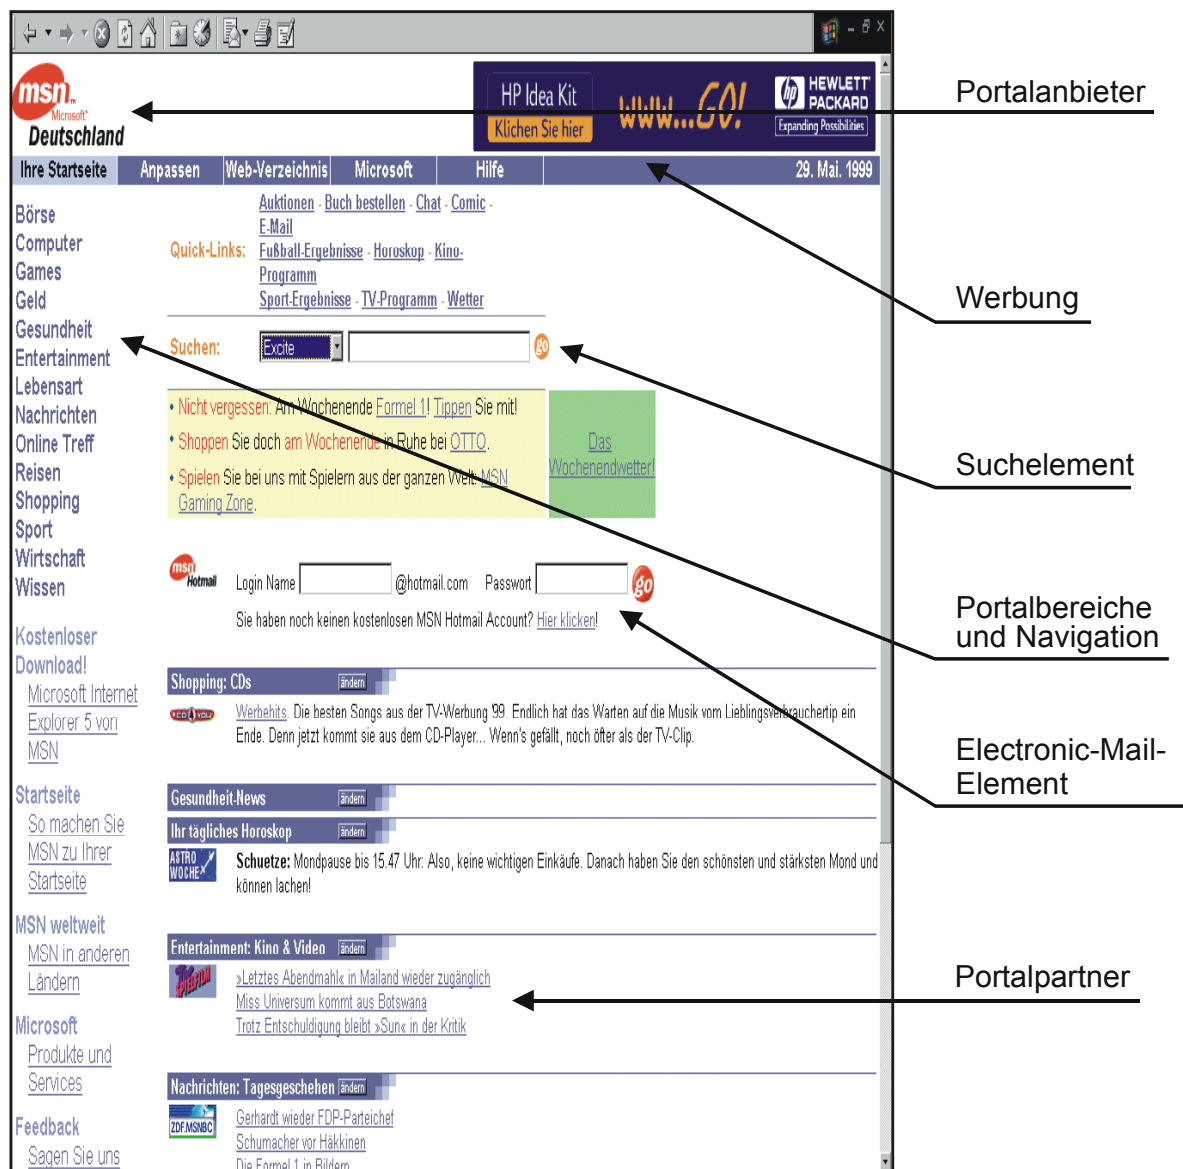 msn™
Microsoft®
Deutschland
HP Idea Kit
Klicken Sie hier
WWW...GO!
hp HEWLETT
PACKARD
Expanding Possibilities
Portalanbieter
Ihre Startseite Anpassen Web-Verzeichnis Microsoft Hilfe 29. Mai. 1999
Börse
Computer
Games
Geld
Gesundheit
Entertainment
Lebensart
Nachrichten
Online Treff
Reisen
Shopping
Sport
Wirtschaft
Wissen
Kostenloser
Download!
Microsoft Internet
Explorer 5 von
MSN
Startseite
So machen Sie
MSN zu Ihrer
Startseite
MSN weltweit
MSN in anderen
Ländern
Microsoft
Produkte und
Services
Feedback
Sagen Sie uns
Quick-Links:
Auktionen - Buch bestellen - Chat - Comic -
E-Mail
Fußball-Ergebnisse - Horoskop - Kino-
Programm
Sport-Ergebnisse - TV-Programm - Wetter
Suchen: Excite go
• Nicht vergessen: Am Wochenende Formel 1! Tippen Sie mit!
• Shoppen Sie doch am Wochenende in Ruhe bei OTTO.
• Spielen Sie bei uns mit Spielern aus der ganzen Welt: MSN
Gaming Zone.
Das
Wochenendwetter!
msn
Hotmail
Login Name @hotmail.com Passwort go
Sie haben noch keinen kostenlosen MSN Hotmail Account? Hier klicken!
Shopping: CDs ändern
CD4YOU
Werbehits. Die besten Songs aus der TV-Werbung '99. Endlich hat das Warten auf die Musik vom Lieblingsverbrauchertip ein
Ende. Denn jetzt kommt sie aus dem CD-Player... Wenn's gefällt, noch öfter als der TV-Clip.
Gesundheit-News ändern
Ihr tägliches Horoskop ändern
ASTRO
WOCHE
Schuetze: Mondpause bis 15.47 Uhr: Also, keine wichtigen Einkäufe. Danach haben Sie den schönsten und stärksten Mond und
können lachen!
Entertainment: Kino & Video ändern
TV
SPIELFILM
»Letztes Abendmahl« in Mailand wieder zugänglich
Miss Universum kommt aus Botswana
Trotz Entschuldigung bleibt »Sun« in der Kritik
Nachrichten: Tagesgeschehen ändern
ZDF.MSNBC
Gerhardt wieder FDP-Parteichef
Schumacher vor Häkkinen
Die Formel 1 in Bildern
Werbung
Suchelement
Portalbereiche
und Navigation
Electronic-Mail-
Element
Portalpartner